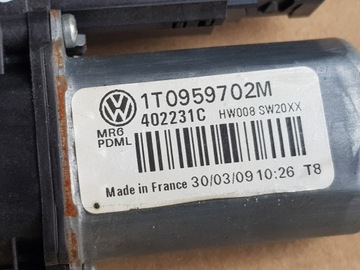 1T0959702M
402231C HW008 SW20XX
MR6
PDML
Made in France 30/03/09 10:26 T8